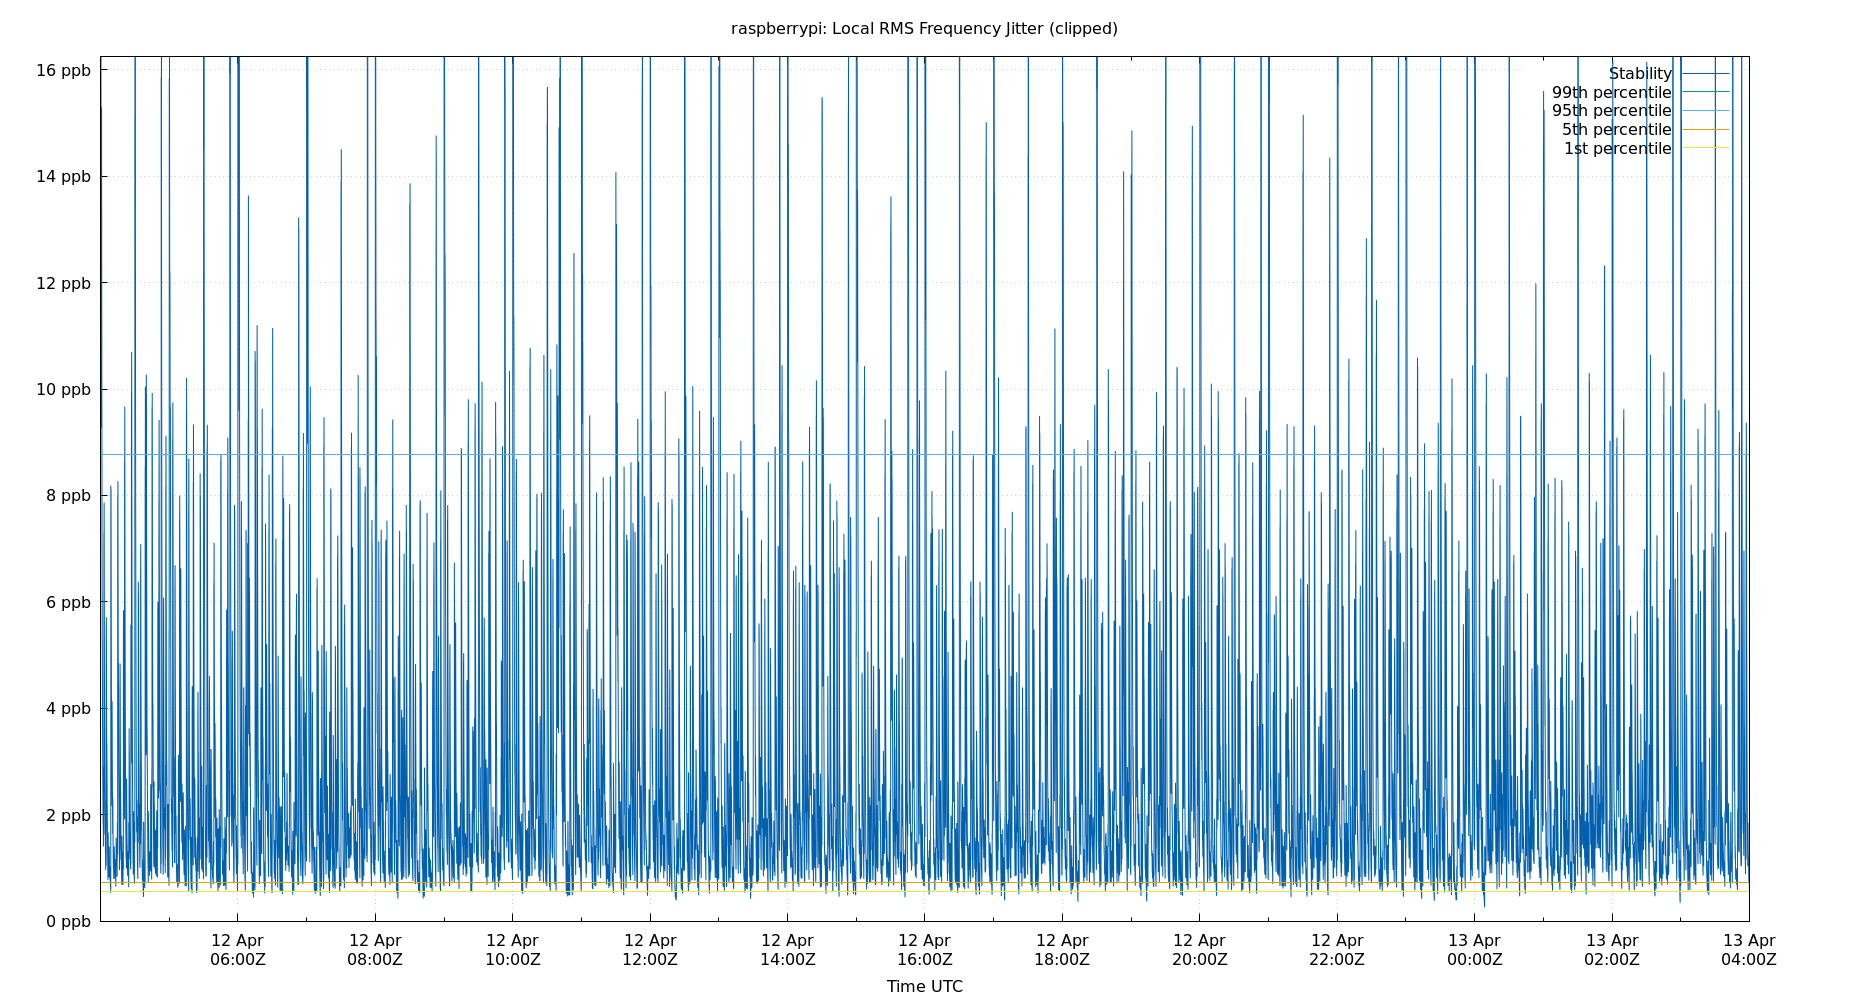 raspberrypi: Local RMS Frequency Jitter (clipped)
16 ppb
14 ppb
12 ppb
10 ppb
8 ppb
6 ppb
4 ppb
2 ppb
0 ppb
Stability
99th percentile
95th percentile
5th percentile
1st percentile
12 Apr 12 Apr 12 Apr 12 Apr 12 Apr 12 Apr 12 Apr 12 Apr 12 Apr 13 Apr 13 Apr 13 Apr
06:00Z 08:00Z 10:00Z 12:00Z 14:00Z 16:00Z 18:00Z 20:00Z 22:00Z 00:00Z 02:00Z 04:00Z
Time UTC